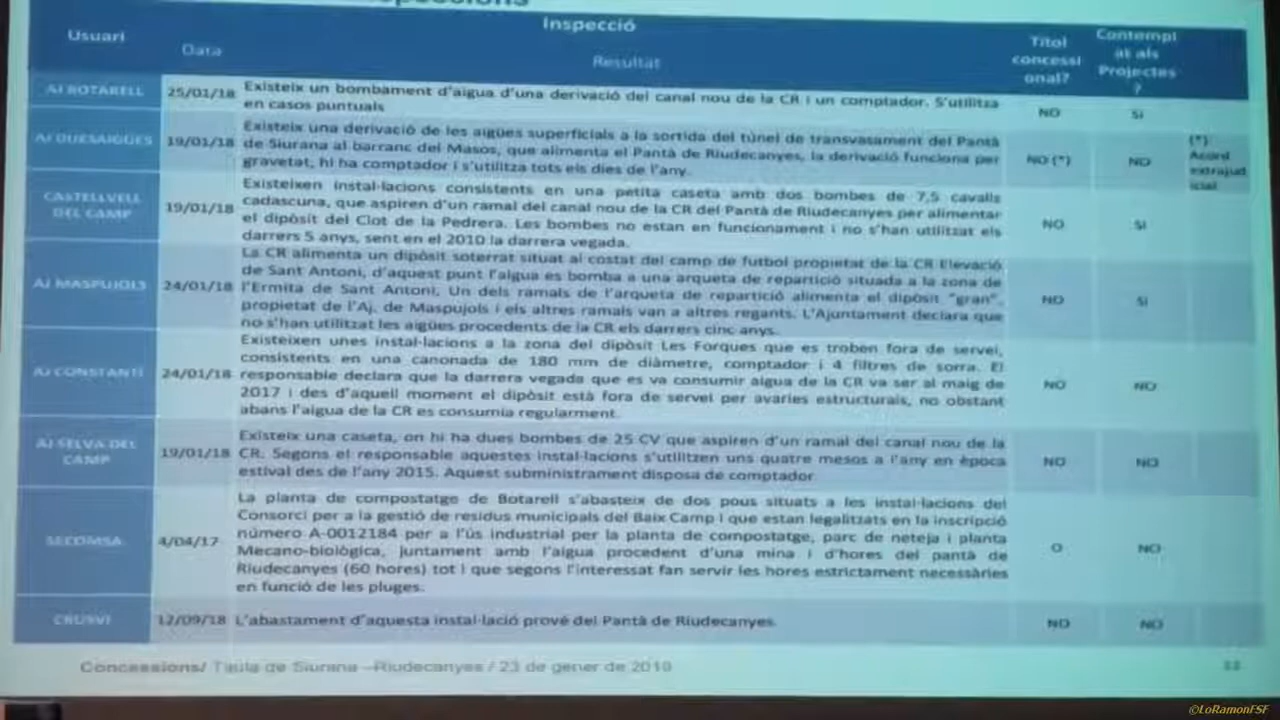 Inspecció
Usuari
Data
Resultat
Títol
concessi
onal?
Contempl
at als
Projectes
?
AJ BOTARELL
25/01/18
Existeix un bombament d'aigua d'una derivació del canal nou de la CR i un comptador. S'utilitza
en casos puntuals
NO
SI
AJ DUESAIGÜES
19/01/18
Existeix una derivació de les aigües superficials a la sortida del túnel de transvasament del Pantà
de Siurana al barranc del Masos, que alimenta el Pantà de Riudecanyes, la derivació funciona per
gravetat, hi ha comptador i s'utilitza tots els dies de l'any.
NO (*)
NO
(*)
Acord
extrajud
icial
CASTELLVELL
DEL CAMP
19/01/18
Existeixen instal·lacions consistents en una petita caseta amb dos bombes de 7,5 cavalls
cadascuna, que aspiren d'un ramal del canal nou de la CR del Pantà de Riudecanyes per alimentar
el dipòsit del Clot de la Pedrera. Les bombes no estan en funcionament i no s'han utilitzat els
darrers 5 anys, sent en el 2010 la darrera vegada.
NO
SI
AJ MASPUJOLS
24/01/18
La CR alimenta un dipòsit soterrat situat al costat del camp de futbol propietat de la CR Elevació
de Sant Antoni, d'aquest punt l'aigua es bomba a una arqueta de repartició situada a la zona de
l'Ermita de Sant Antoni. Un dels ramals de l'arqueta de repartició alimenta el dipòsit "gran",
propietat de l'Aj. de Maspujols i els altres ramals van a altres regants. L'Ajuntament declara que
no s'han utilitzat les aigües procedents de la CR els darrers cinc anys.
NO
SI
AJ CONSTANTÍ
24/01/18
Existeixen unes instal·lacions a la zona del dipòsit Les Forques que es troben fora de servei,
consistents en una canonada de 180 mm de diàmetre, comptador i 4 filtres de sorra. El
responsable declara que la darrera vegada que es va consumir aigua de la CR va ser al maig de
2017 i des d'aquell moment el dipòsit està fora de servei per avaries estructurals, no obstant
abans l'aigua de la CR es consumia regularment.
NO
NO
AJ SELVA DEL
CAMP
19/01/18
Existeix una caseta, on hi ha dues bombes de 25 CV que aspiren d'un ramal del canal nou de la
CR. Segons el responsable aquestes instal·lacions s'utilitzen uns quatre mesos a l'any en època
estival des de l'any 2015. Aquest subministrament disposa de comptador
NO
NO
SECOMSA
4/04/17
La planta de compostatge de Botarell s'abasteix de dos pous situats a les instal·lacions del
Consorci per a la gestió de residus municipals del Baix Camp i que estan legalitzats en la inscripció
número A-0012184 per a l'ús industrial per la planta de compostatge, parc de neteja i planta
Mecano-biològica, juntament amb l'aigua procedent d'una mina i d'hores del pantà de
Riudecanyes (60 hores) tot i que segons l'interessat fan servir les hores estrictament necessàries
en funció de les pluges.
O
NO
CRUSVI
12/09/18
L'abastament d'aquesta instal·lació prové del Pantà de Riudecanyes.
NO
NO
Concessions/ Taula de Siurana –Riudecanyes / 23 de gener de 2019
©LoRamonFSF